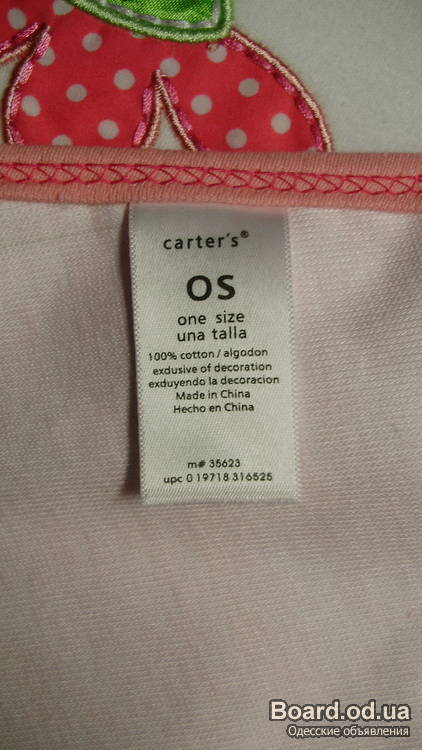 carter's®
OS
one size
una talla
100% cotton / algodon
exclusive of decoration
exduyendo la decoracion
Made in China
Hecho en China
m# 35623
upc 0 19718 316525
Board.od.ua
Одесские объявления